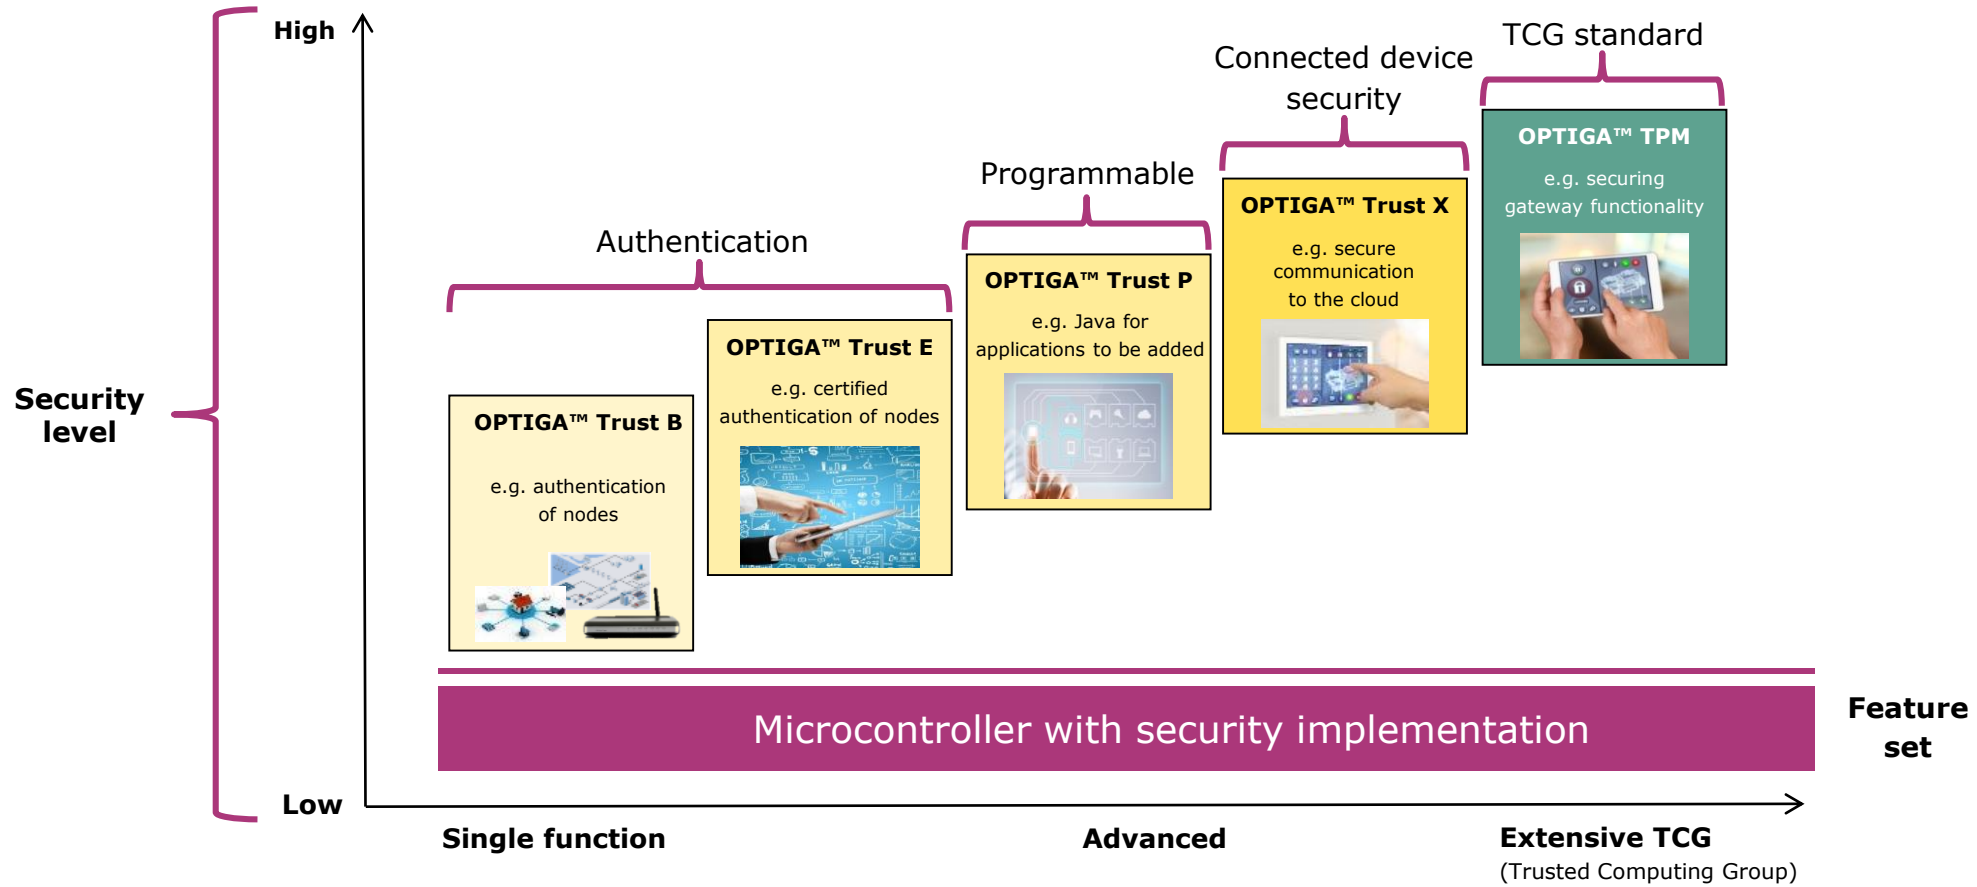 High
TCG standard
Connected device
security
Programmable
Authentication
OPTIGA™ TPM
e.g. securing
gateway functionality
OPTIGA™ Trust X
e.g. secure
communication
to the cloud
OPTIGA™ Trust P
e.g. Java for
applications to be added
OPTIGA™ Trust E
e.g. certified
authentication of nodes
OPTIGA™ Trust B
e.g. authentication
of nodes
Security
level
Microcontroller with security implementation
Feature
set
Low
Single function
Advanced
Extensive TCG
(Trusted Computing Group)